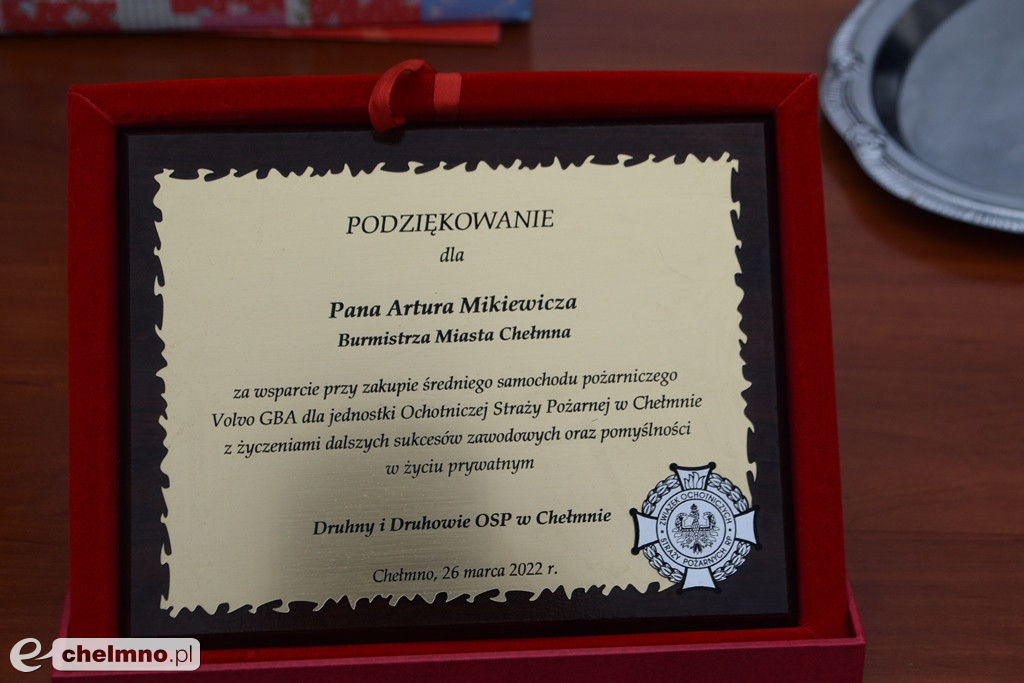 PODZIĘKOWANIE
dla
Pana Artura Mikiewicza
Burmistrza Miasta Chełmna
za wsparcie przy zakupie średniego samochodu pożarniczego
Volvo GBA dla jednostki Ochotniczej Straży Pożarnej w Chełmnie
z życzeniami dalszych sukcesów zawodowych oraz pomyślności
w życiu prywatnym
Druhny i Druhowie OSP w Chełmnie
ZWIĄZEK OCHOTNICZYCH
STRAŻY POŻARNYCH RP
Chełmno, 26 marca 2022 r.
e chelmno.pl